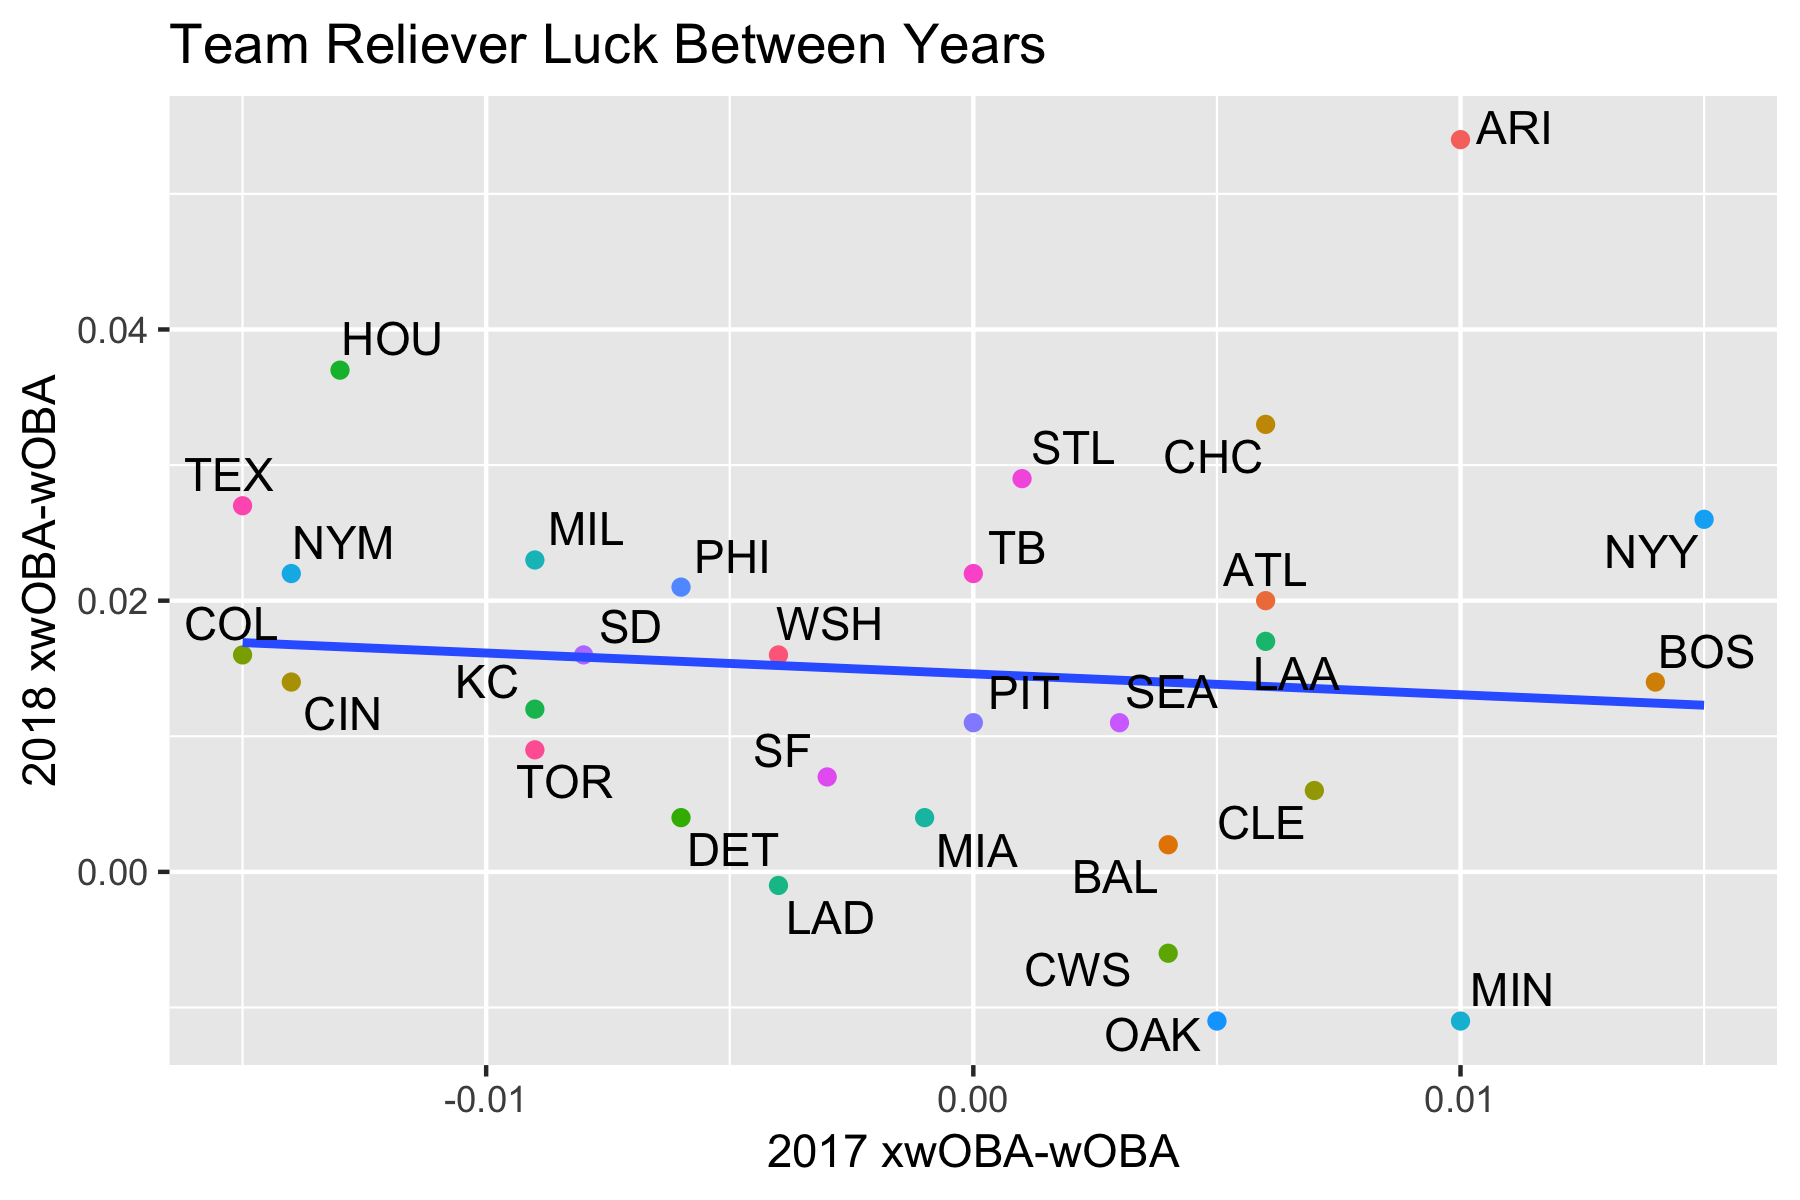 Team Reliever Luck Between Years
ARI
HOU
0.04
STL
CHC
TEX
NYM
MIL
PHI
TB
NYY
ATL
0.02
COL
SD
WSH
BOS
KC
CIN
PIT
SEA
LAA
SF
TOR
CLE
DET
MIA
BAL
0.00
LAD
CWS
MIN
OAK
2018 xwOBA-wOBA
-0.01
0.00
0.01
2017 xwOBA-wOBA